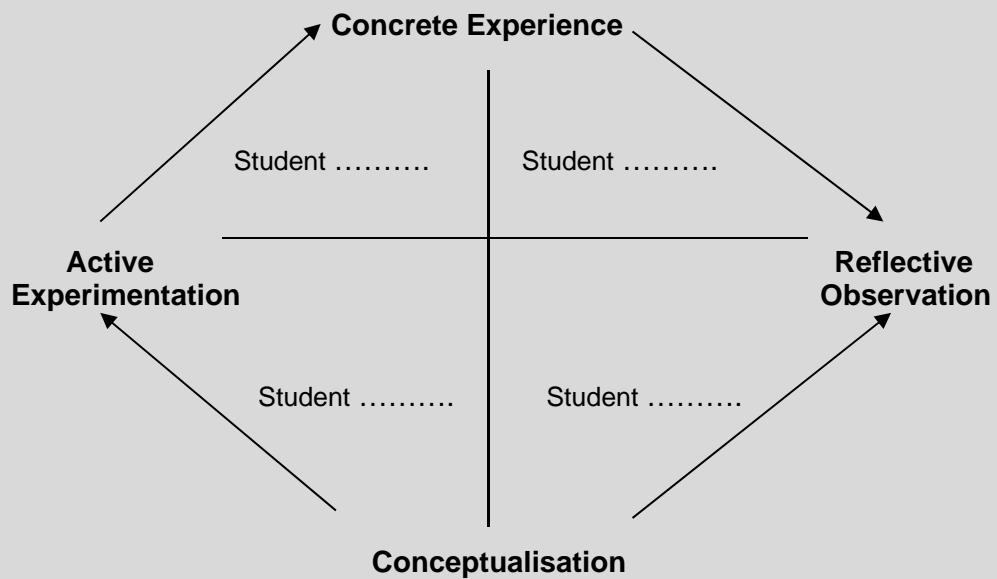 Concrete Experience
Student ……….
Student ……….
Active
Experimentation
Reflective
Observation
Student ……….
Student ……….
Conceptualisation